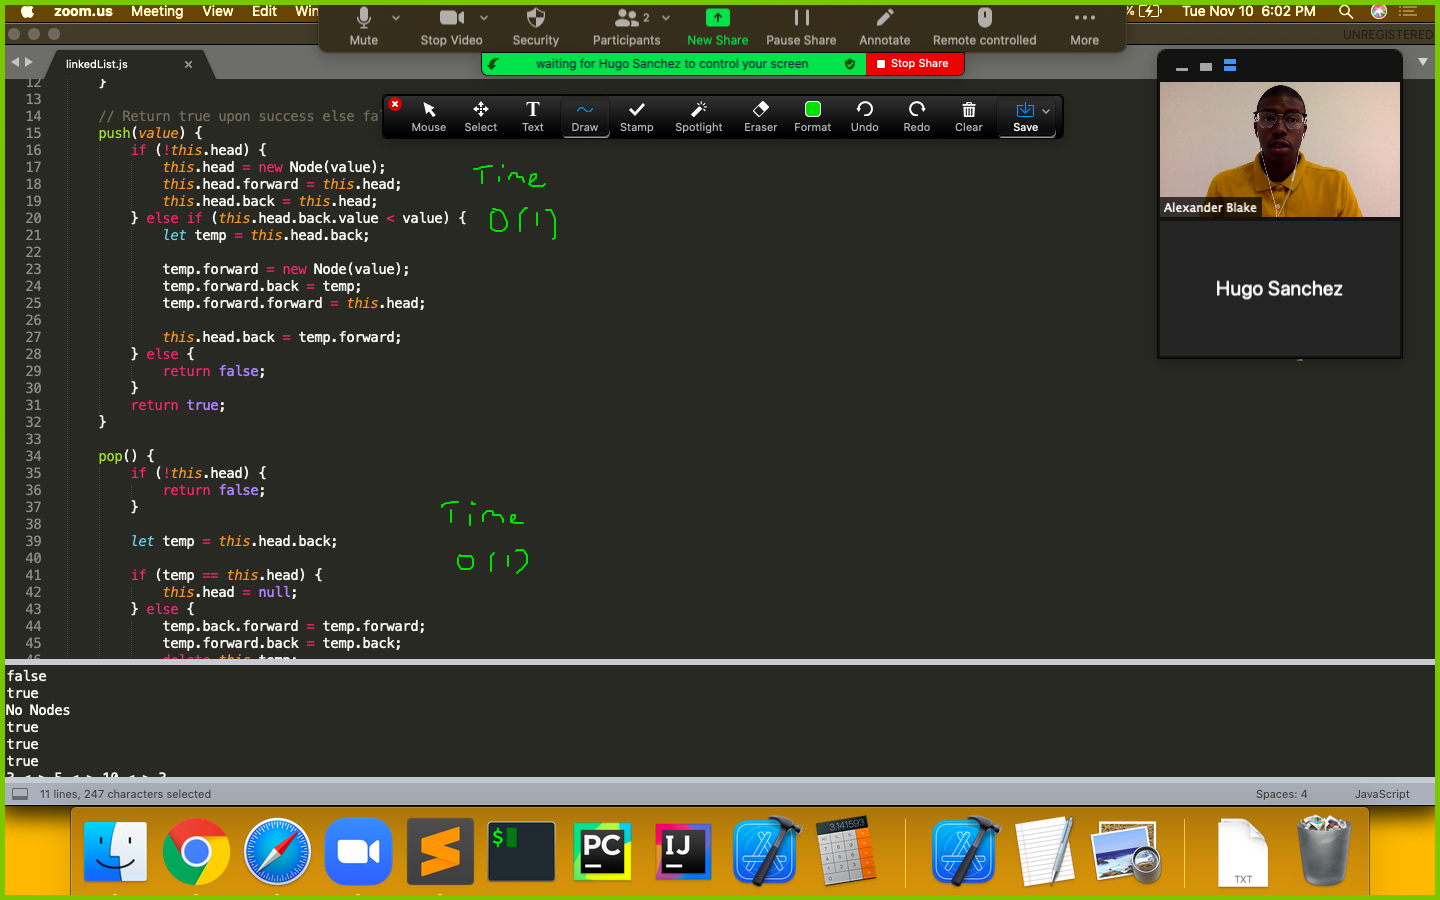 zoom.us Meeting View Edit Win % Tue Nov 10 6:02 PM
Mute Stop Video Security Participants 2 New Share Pause Share Annotate Remote controlled More
UNREGISTERED
waiting for Hugo Sanchez to control your screen Stop Share
linkedList.js
Mouse Select Text Draw Stamp Spotlight Eraser Format Undo Redo Clear Save
12 }
13
14 // Return true upon success else fa
15 push(value) {
16 if (!this.head) {
17 this.head = new Node(value);
18 this.head.forward = this.head;
19 this.head.back = this.head;
20 } else if (this.head.back.value < value) {
21 let temp = this.head.back;
22
23 temp.forward = new Node(value);
24 temp.forward.back = temp;
25 temp.forward.forward = this.head;
26
27 this.head.back = temp.forward;
28 } else {
29 return false;
30 }
31 return true;
32 }
33
34 pop() {
35 if (!this.head) {
36 return false;
37 }
38
39 let temp = this.head.back;
40
41 if (temp == this.head) {
42 this.head = null;
43 } else {
44 temp.back.forward = temp.forward;
45 temp.forward.back = temp.back;
46 delete this.temp;
Time
O(1)
Time
O(1)
Alexander Blake
Hugo Sanchez
false
true
No Nodes
true
true
true
11 lines, 247 characters selected Spaces: 4 JavaScript
$
PC
IJ
3.141593
TXT